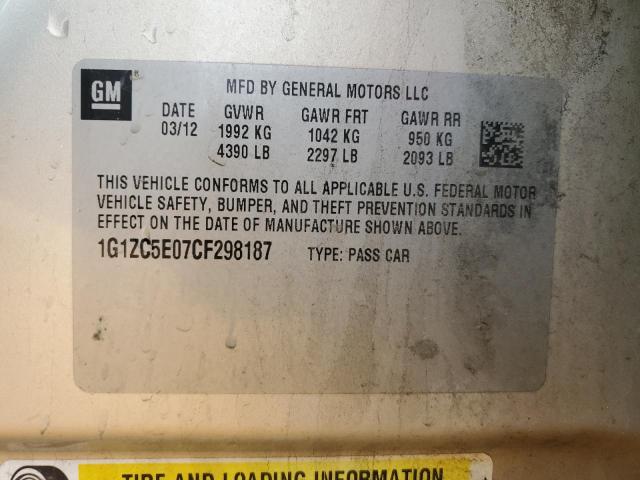 GM
MFD BY GENERAL MOTORS LLC
DATE GVWR GAWR FRT GAWR RR
03/12 1992 KG 1042 KG 950 KG
4390 LB 2297 LB 2093 LB
THIS VEHICLE CONFORMS TO ALL APPLICABLE U.S. FEDERAL MOTOR
VEHICLE SAFETY, BUMPER, AND THEFT PREVENTION STANDARDS IN
EFFECT ON THE DATE OF MANUFACTURE SHOWN ABOVE.
1G1ZC5E07CF298187 TYPE: PASS CAR
TIRE AND LOADING INFORMATION